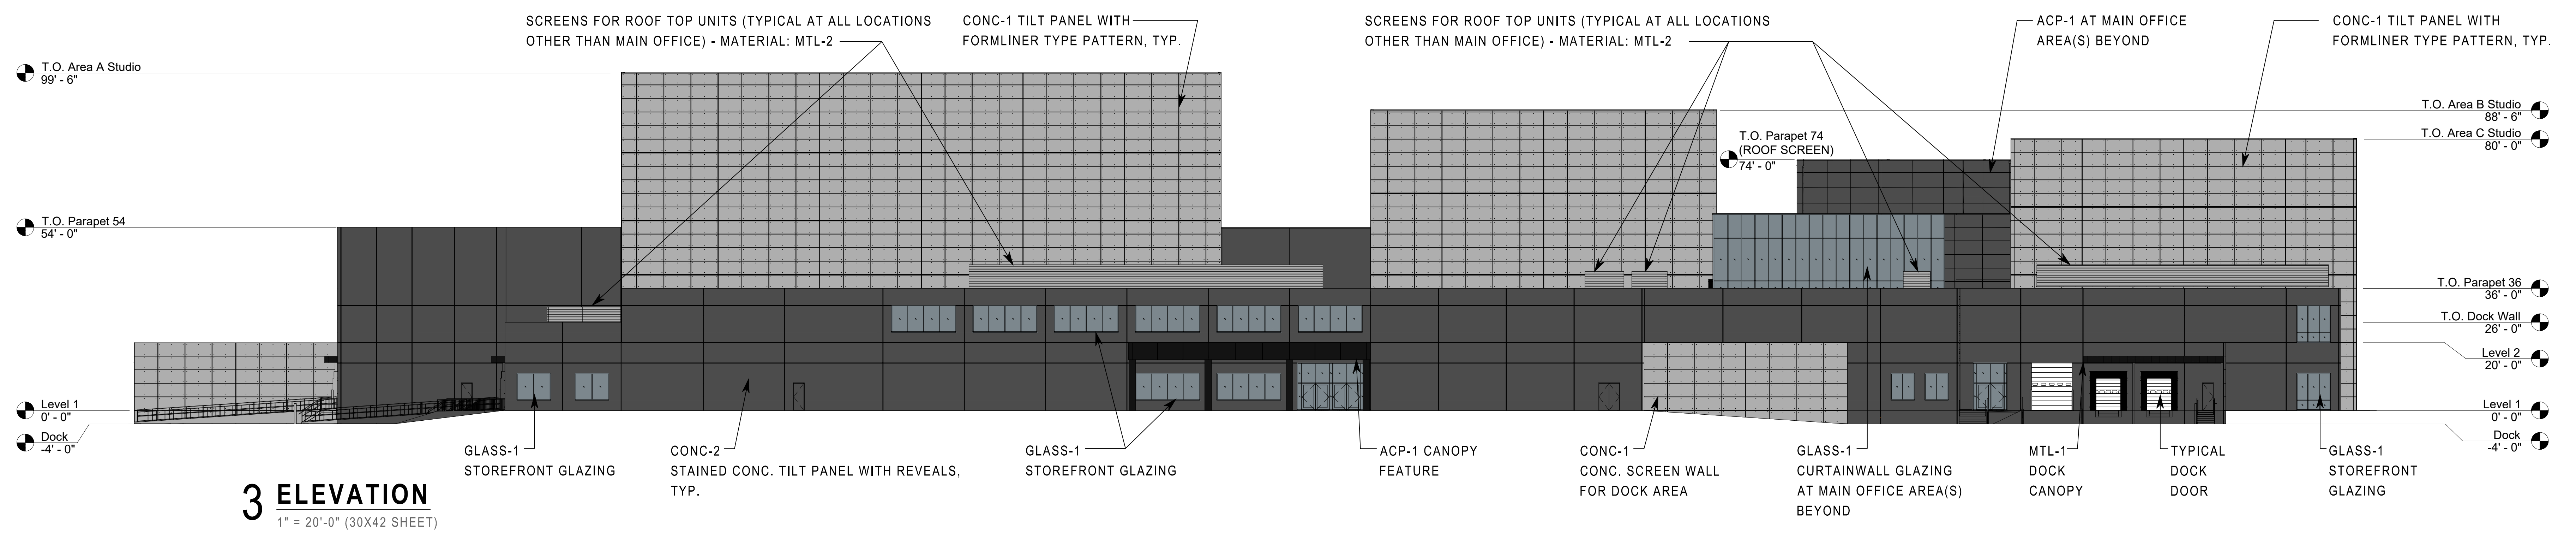 SCREENS FOR ROOF TOP UNITS (TYPICAL AT ALL LOCATIONS
OTHER THAN MAIN OFFICE) - MATERIAL: MTL-2
CONC-1 TILT PANEL WITH
FORMLINER TYPE PATTERN, TYP.
SCREENS FOR ROOF TOP UNITS (TYPICAL AT ALL LOCATIONS
OTHER THAN MAIN OFFICE) - MATERIAL: MTL-2
ACP-1 AT MAIN OFFICE
AREA(S) BEYOND
CONC-1 TILT PANEL WITH
FORMLINER TYPE PATTERN, TYP.
T.O. Area A Studio
99' - 6"
T.O. Parapet 54
54' - 0"
Level 1
0' - 0"
Dock
-4' - 0"
T.O. Parapet 74
(ROOF SCREEN)
74' - 0"
T.O. Area B Studio
88' - 6"
T.O. Area C Studio
80' - 0"
T.O. Parapet 36
36' - 0"
T.O. Dock Wall
26' - 0"
Level 2
20' - 0"
Level 1
0' - 0"
Dock
-4' - 0"
GLASS-1
STOREFRONT GLAZING
CONC-2
STAINED CONC. TILT PANEL WITH REVEALS,
TYP.
GLASS-1
STOREFRONT GLAZING
ACP-1 CANOPY
FEATURE
CONC-1
CONC. SCREEN WALL
FOR DOCK AREA
GLASS-1
CURTAINWALL GLAZING
AT MAIN OFFICE AREA(S)
BEYOND
MTL-1
DOCK
CANOPY
TYPICAL
DOCK
DOOR
GLASS-1
STOREFRONT
GLAZING
3 ELEVATION
1" = 20'-0" (30X42 SHEET)